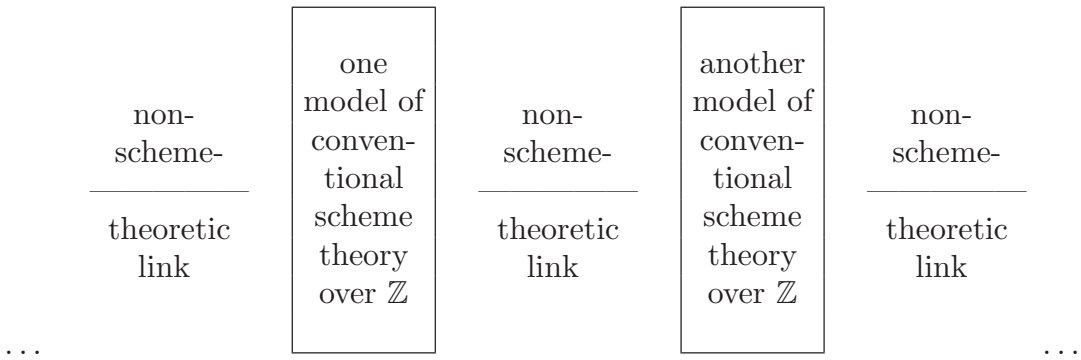 non-
scheme-
theoretic
link
one
model of
conven-
tional
scheme
theory
over ℤ
non-
scheme-
theoretic
link
another
model of
conven-
tional
scheme
theory
over ℤ
non-
scheme-
theoretic
link
... ...